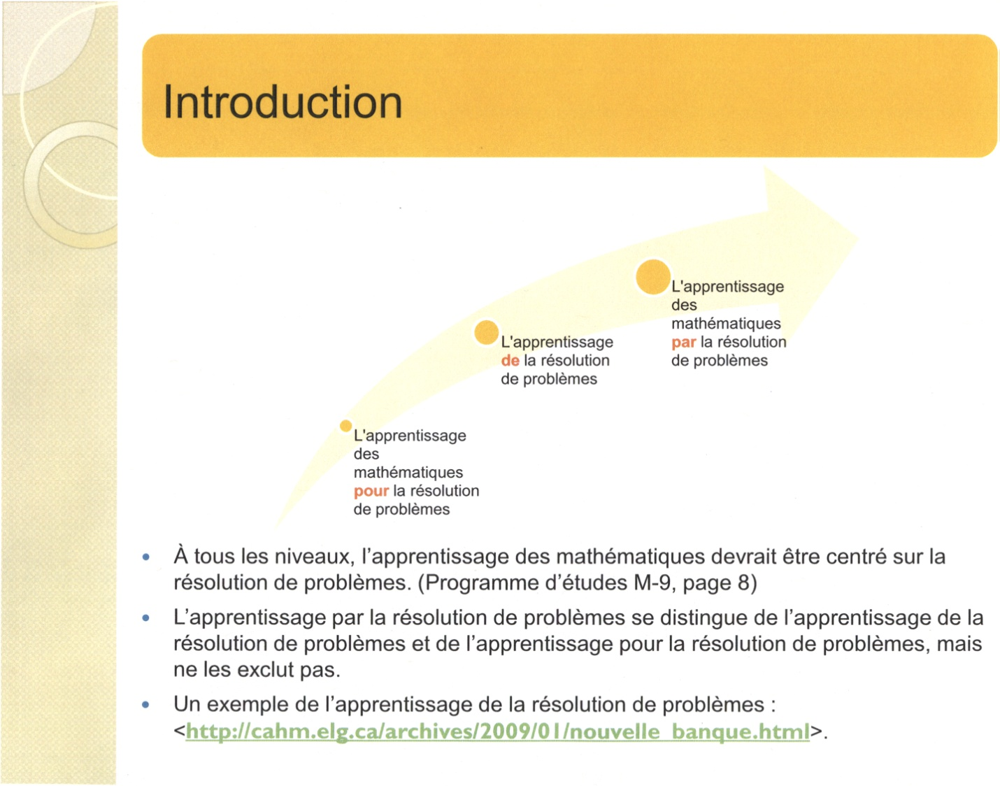 Introduction
L'apprentissage
des
mathématiques
par la résolution
de problèmes
L'apprentissage
de la résolution
de problèmes
L'apprentissage
des
mathématiques
pour la résolution
de problèmes
• À tous les niveaux, l’apprentissage des mathématiques devrait être centré sur la
résolution de problèmes. (Programme d’études M-9, page 8)
• L’apprentissage par la résolution de problèmes se distingue de l’apprentissage de la
résolution de problèmes et de l’apprentissage pour la résolution de problèmes, mais
ne les exclut pas.
• Un exemple de l’apprentissage de la résolution de problèmes :
<http://cahm.elg.ca/archives/2009/01/nouvelle_banque.html>.